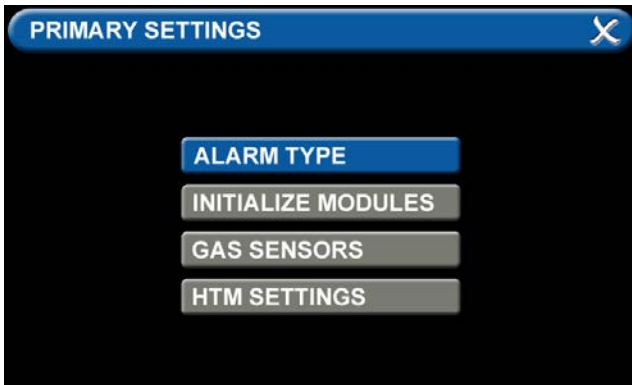 PRIMARY SETTINGS
ALARM TYPE
INITIALIZE MODULES
GAS SENSORS
HTM SETTINGS